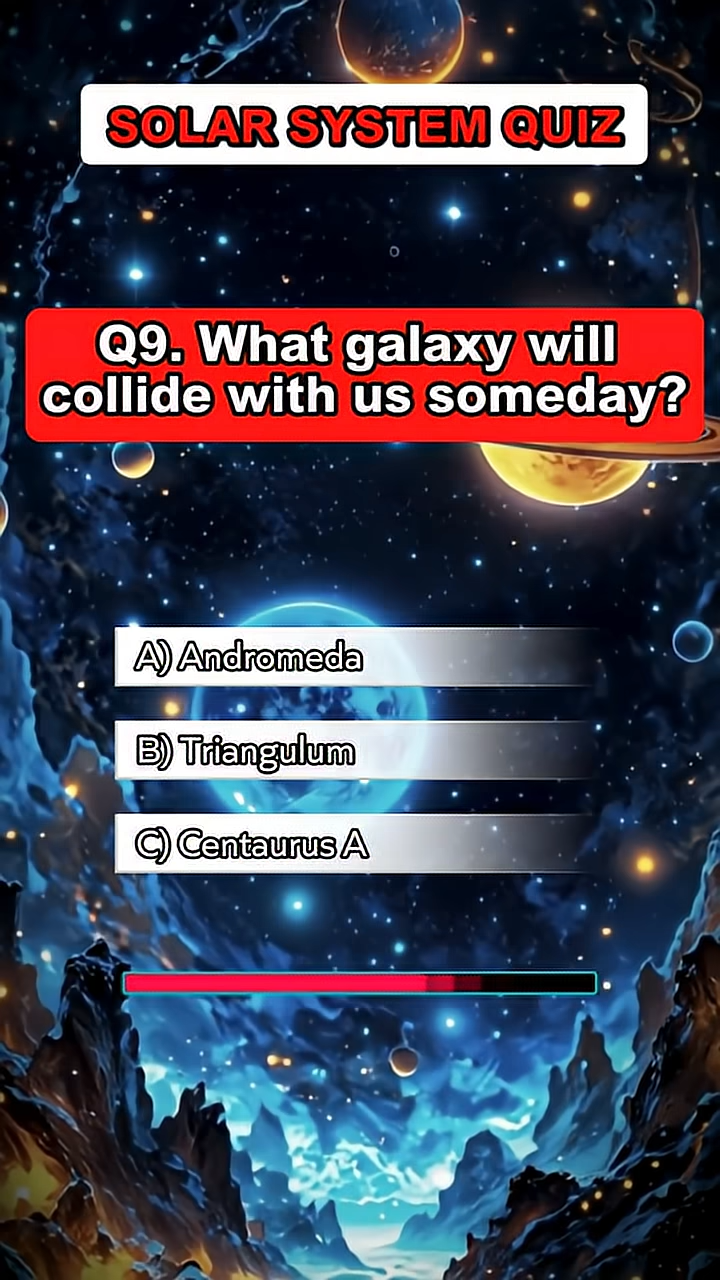 SOLAR SYSTEM QUIZ
Q9. What galaxy will
collide with us someday?
A) Andromeda
B) Triangulum
C) Centaurus A